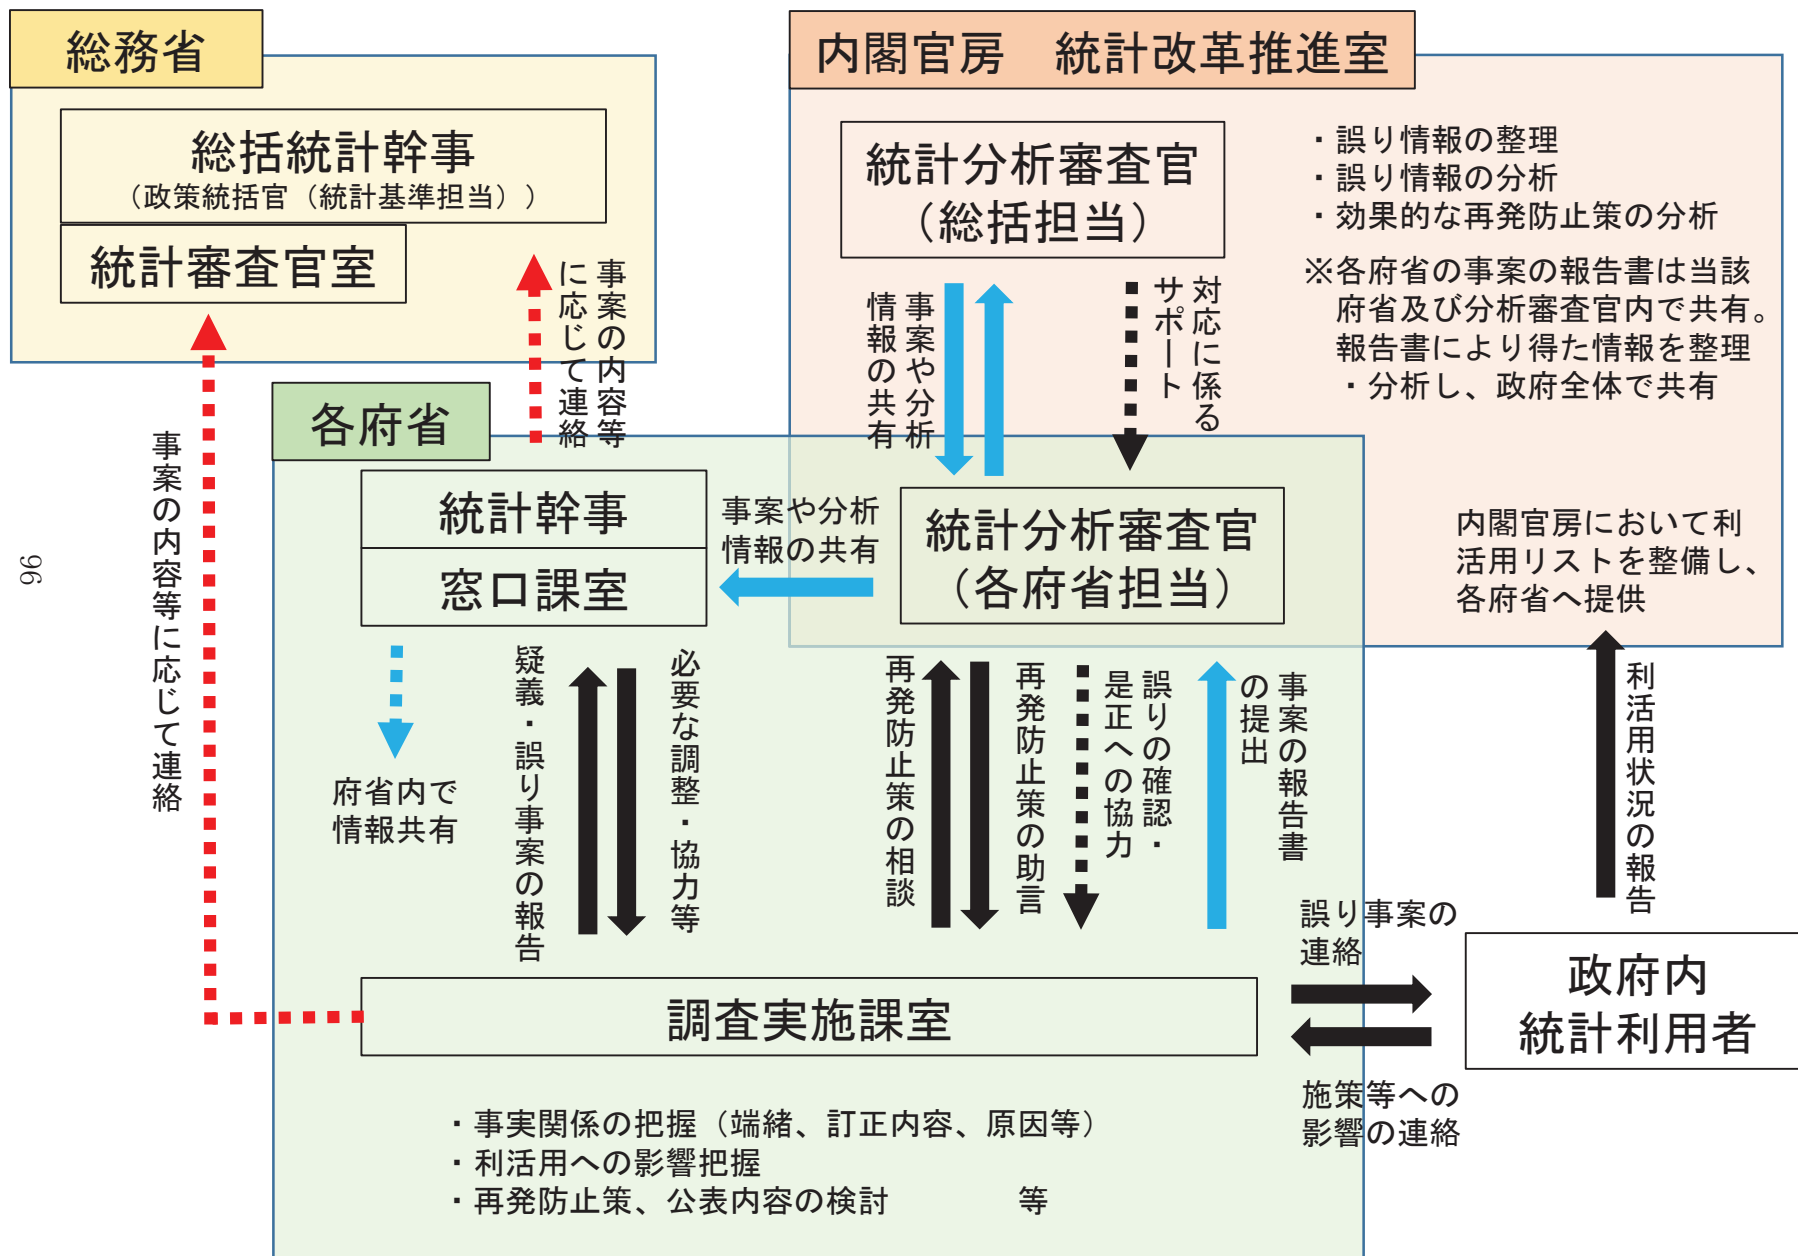 総務省
総括統計幹事
（政策統括官（統計基準担当））
統計審査官室
事案の内容等
に応じて連絡
事案の内容等に応じて連絡
内閣官房　統計改革推進室
統計分析審査官
（総括担当）
・誤り情報の整理
・誤り情報の分析
・効果的な再発防止策の分析
※各府省の事案の報告書は当該
府省及び分析審査官内で共有。
報告書により得た情報を整理
・分析し、政府全体で共有
事案や分析
情報の共有
対応に係る
サポート
各府省
統計幹事
窓口課室
事案や分析
情報の共有
統計分析審査官
（各府省担当）
内閣官房において利
活用リストを整備し、
各府省へ提供
府省内で
情報共有
疑義・誤り事案の報告
必要な調整・協力等
再発防止策の相談
再発防止策の助言
誤りの確認・
是正への協力
事案の報告書
の提出
利活用状況の報告
誤り事案の
連絡
調査実施課室
政府内
統計利用者
施策等への
影響の連絡
・事実関係の把握（端緒、訂正内容、原因等）
・利活用への影響把握
・再発防止策、公表内容の検討　　　　等
96